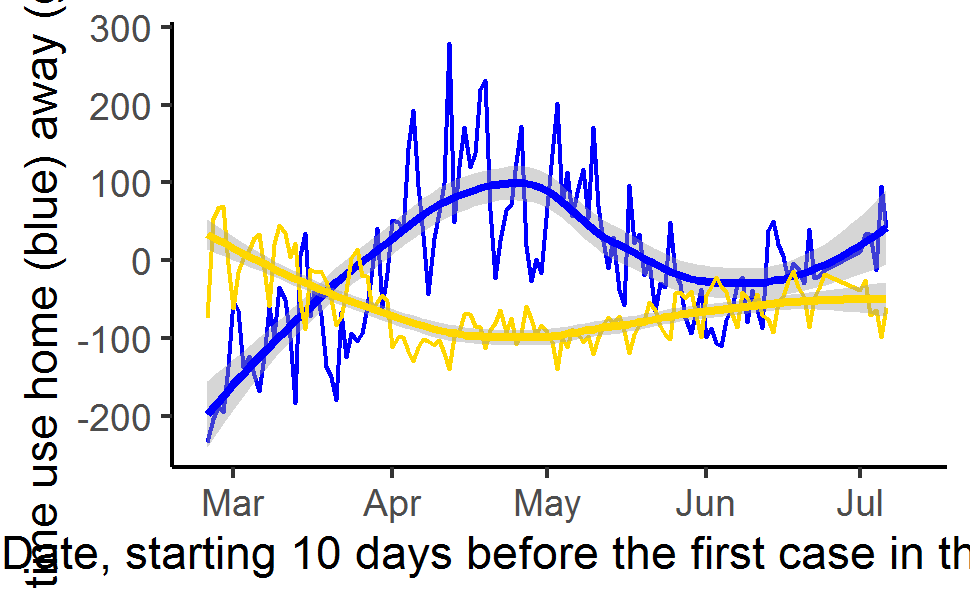 time use home (blue) away (
300
200
100
0
-100
-200
Mar Apr May Jun Jul
Date, starting 10 days before the first case in th